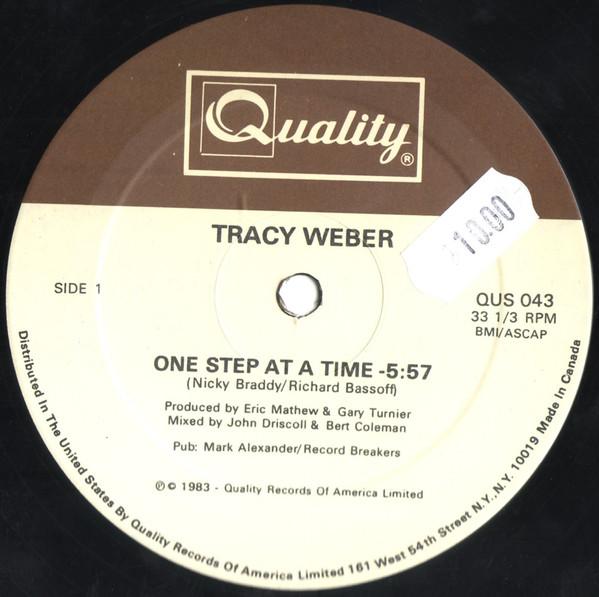 Quality ®
TRACY WEBER
10.00
SIDE 1
QUS 043
33 1/3 RPM
BMI/ASCAP
ONE STEP AT A TIME -5:57
(Nicky Braddy/Richard Bassoff)
Produced by Eric Mathew & Gary Turnier
Mixed by John Driscoll & Bert Coleman
Pub: Mark Alexander/Record Breakers
℗© 1983 - Quality Records Of America Limited
Distributed In The United States By Quality Records Of America Limited 161 West 54th Street N.Y., N.Y. 10019 Made In Canada